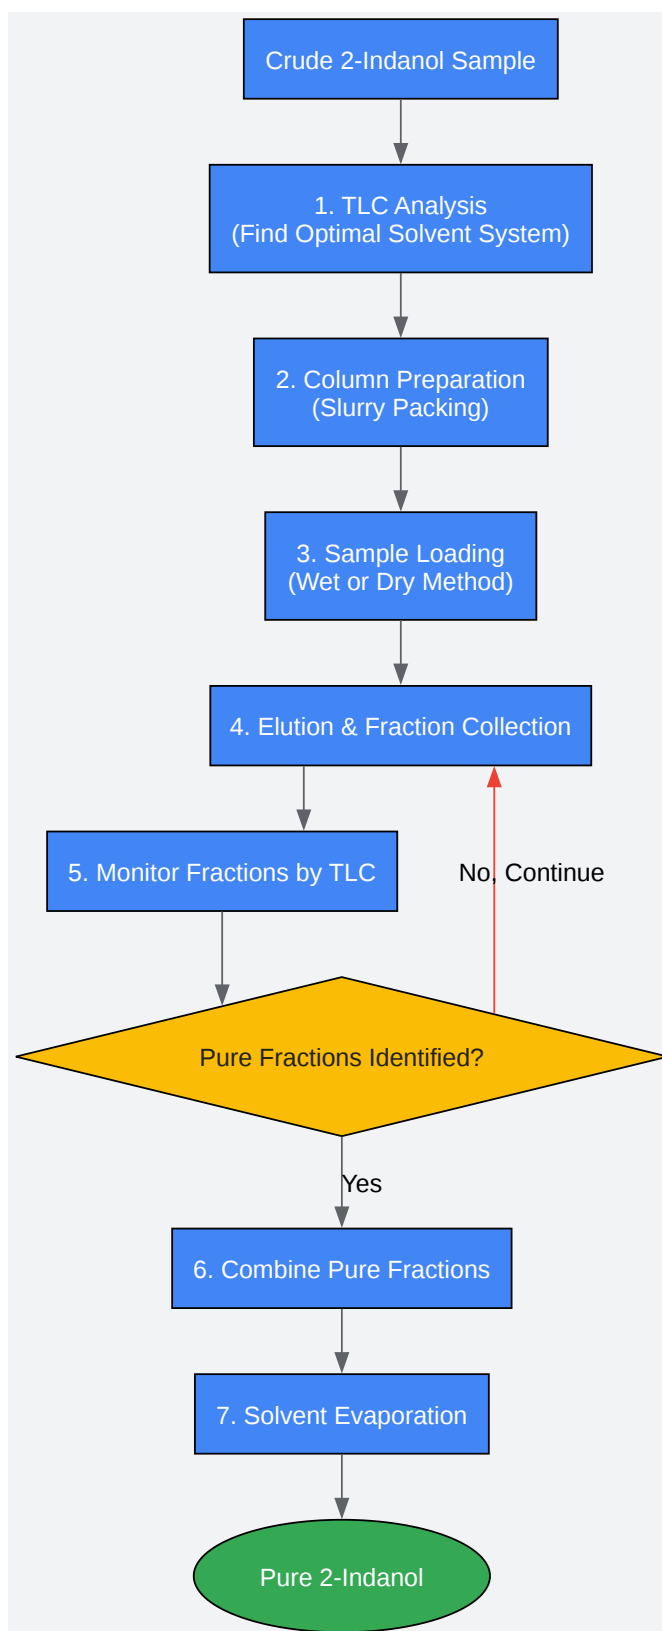 Crude 2-Indanol Sample
1. TLC Analysis
(Find Optimal Solvent System)
2. Column Preparation
(Slurry Packing)
3. Sample Loading
(Wet or Dry Method)
4. Elution & Fraction Collection
5. Monitor Fractions by TLC
No, Continue
Pure Fractions Identified?
Yes
6. Combine Pure Fractions
7. Solvent Evaporation
Pure 2-Indanol